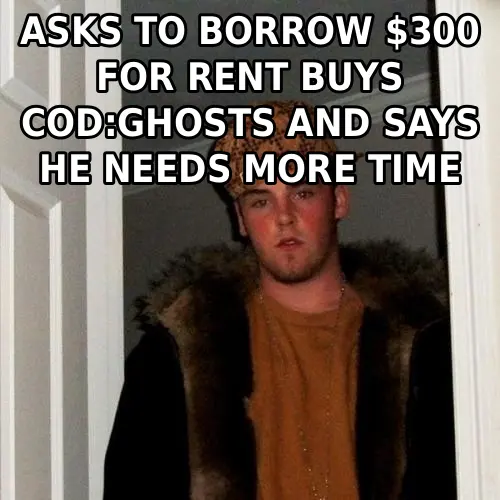 ASKS TO BORROW $300
FOR RENT BUYS
COD:GHOSTS AND SAYS
HE NEEDS MORE TIME